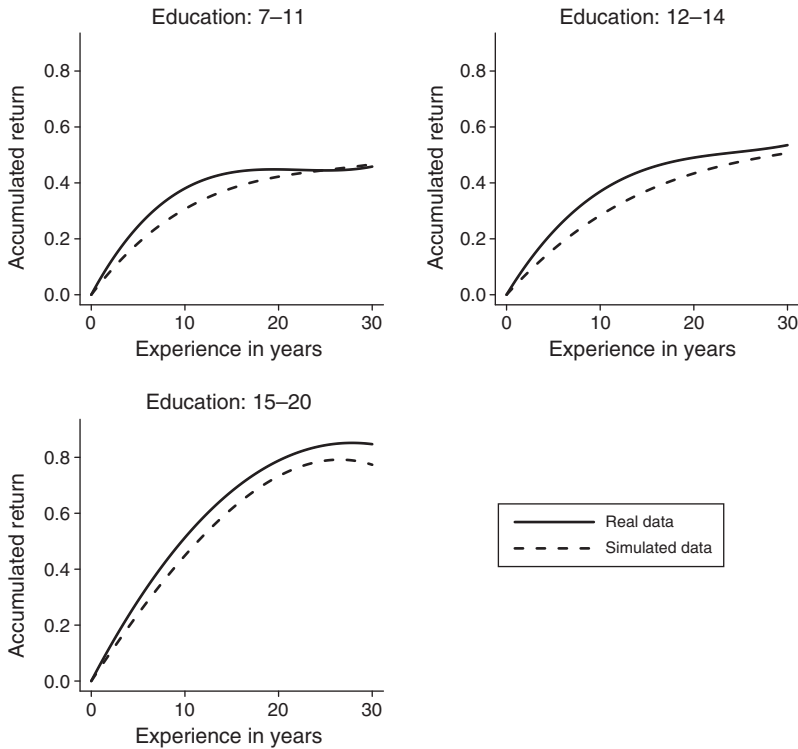 Education: 7–11
Accumulated return
0.8
0.6
0.4
0.2
0.0
0 10 20 30
Experience in years
Education: 12–14
Accumulated return
0.8
0.6
0.4
0.2
0.0
0 10 20 30
Experience in years
Education: 15–20
Accumulated return
0.8
0.6
0.4
0.2
0.0
0 10 20 30
Experience in years
Real data
Simulated data